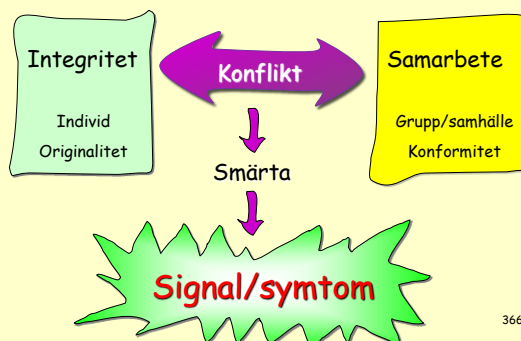 Integritet
Individ
Originalitet
Konflikt
Samarbete
Grupp/samhälle
Konformitet
Smärta
Signal/symtom
366